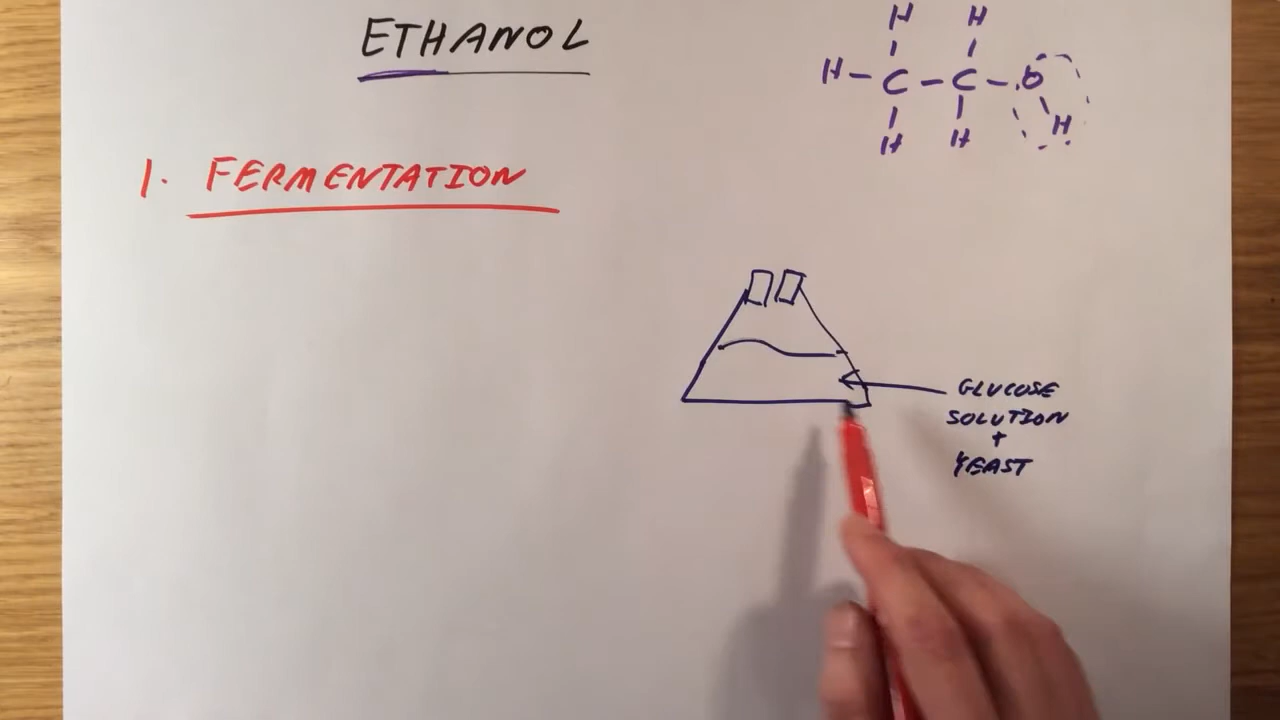 ETHANOL
H H
H - C - C - O
H H H
1. FERMENTATION
GLUCOSE
SOLUTION
+
YEAST